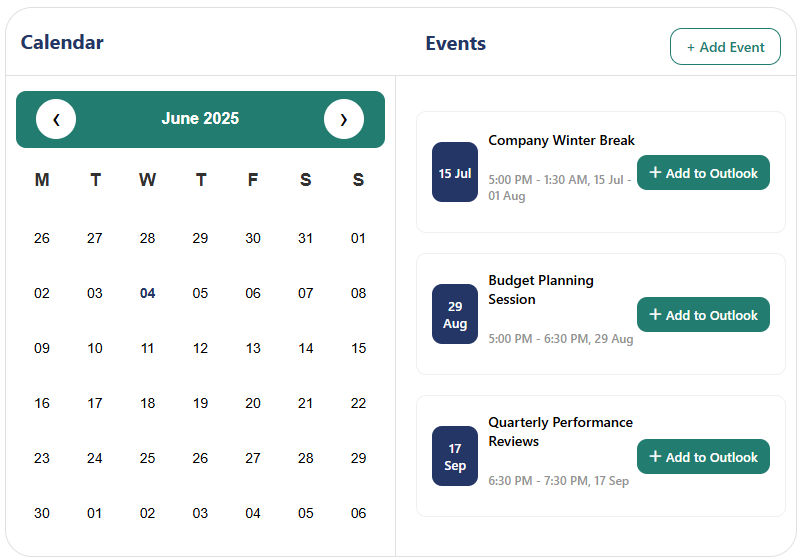 Calendar
Events
+ Add Event
❮
June 2025
❯
M T W T F S S
26 27 28 29 30 31 01
02 03 04 05 06 07 08
09 10 11 12 13 14 15
16 17 18 19 20 21 22
23 24 25 26 27 28 29
30 01 02 03 04 05 06
15 Jul
Company Winter Break
5:00 PM - 1:30 AM, 15 Jul -
01 Aug
+ Add to Outlook
29
Aug
Budget Planning
Session
5:00 PM - 6:30 PM, 29 Aug
+ Add to Outlook
17
Sep
Quarterly Performance
Reviews
6:30 PM - 7:30 PM, 17 Sep
+ Add to Outlook